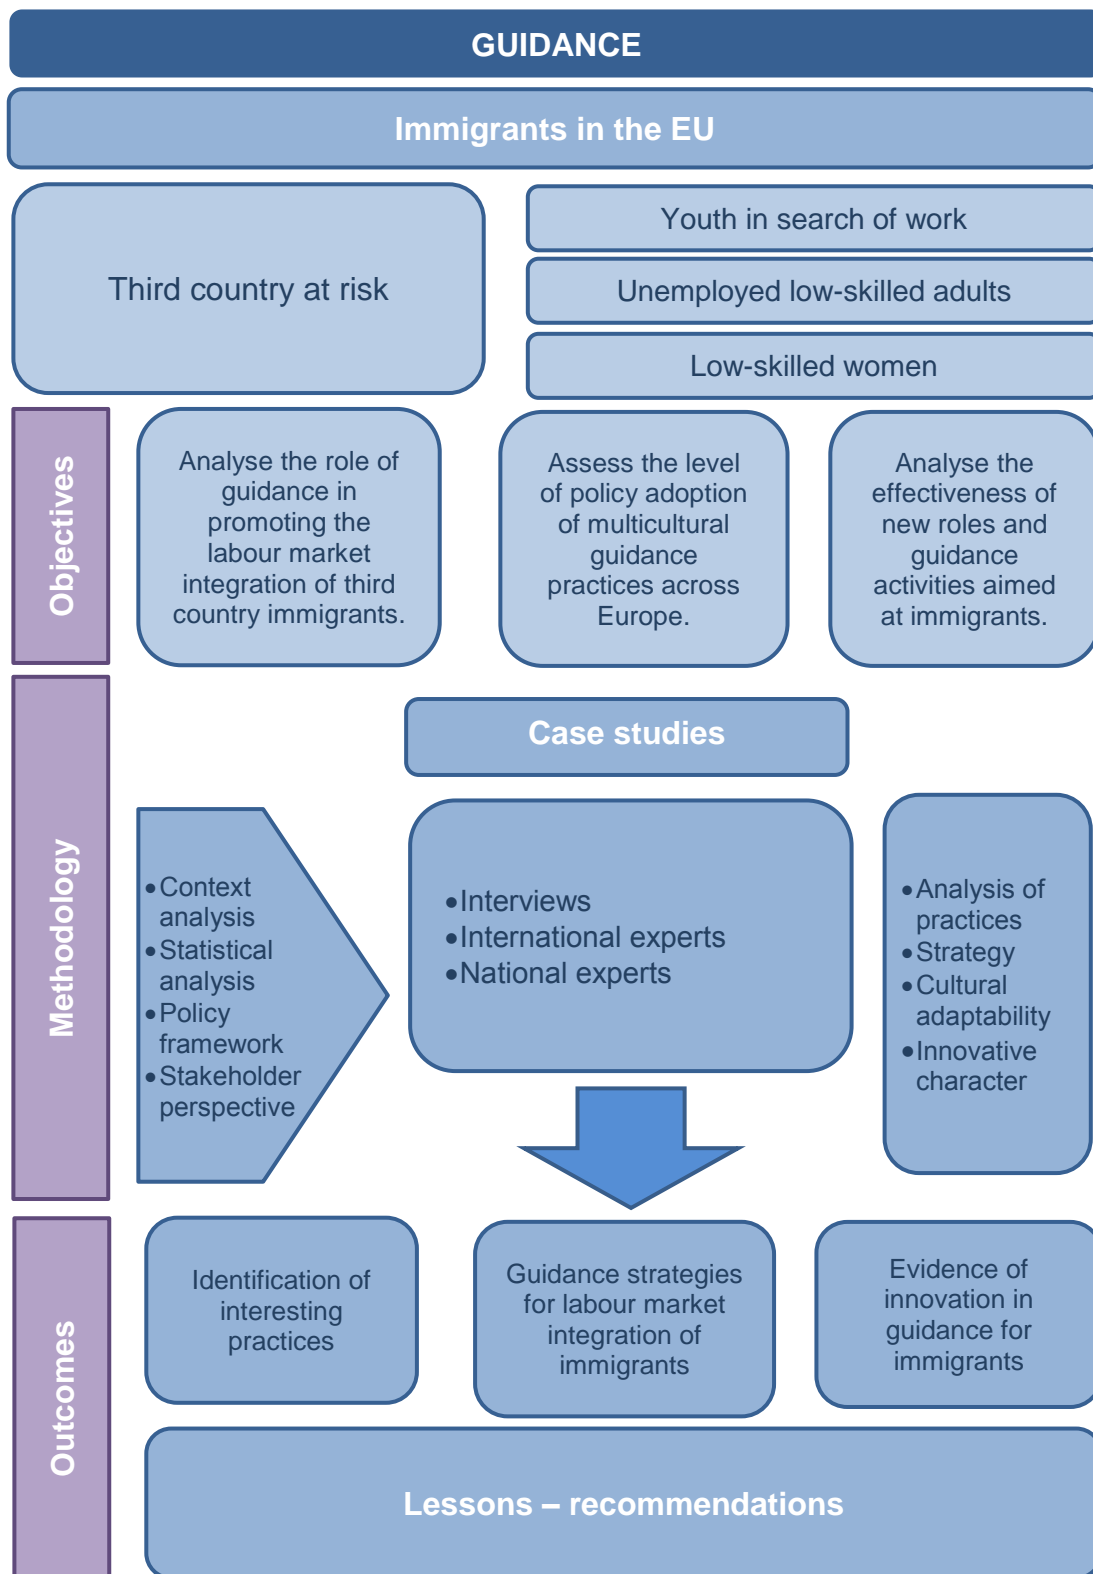 GUIDANCE
Immigrants in the EU
Third country at risk
Youth in search of work
Unemployed low-skilled adults
Low-skilled women
Objectives
Analyse the role of
guidance in
promoting the
labour market
integration of third
country immigrants.
Assess the level
of policy adoption
of multicultural
guidance
practices across
Europe.
Analyse the
effectiveness of
new roles and
guidance
activities aimed
at immigrants.
Methodology
Case studies
•Context
analysis
•Statistical
analysis
•Policy
framework
•Stakeholder
perspective
•Interviews
•International experts
•National experts
•Analysis of
practices
•Strategy
•Cultural
adaptability
•Innovative
character
Outcomes
Identification of
interesting
practices
Guidance strategies
for labour market
integration of
immigrants
Evidence of
innovation in
guidance for
immigrants
Lessons – recommendations